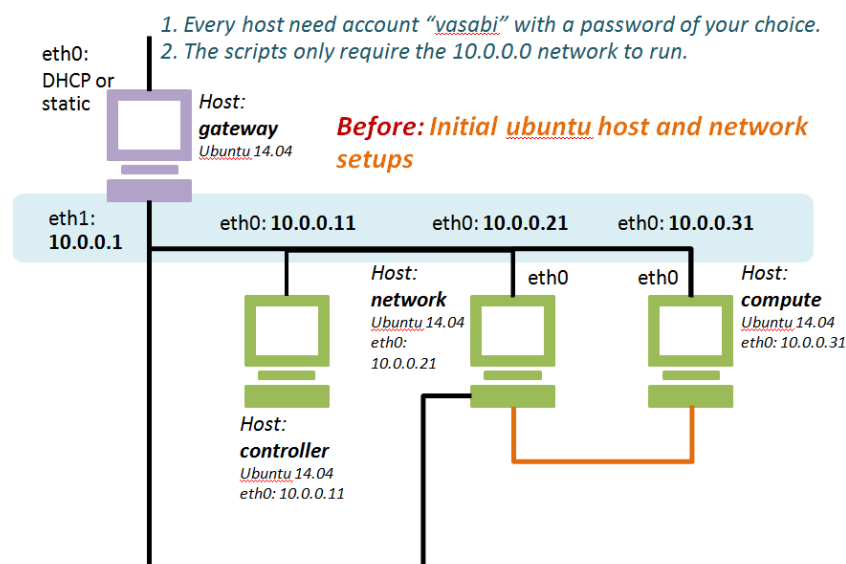 1. Every host need account “vasabi” with a password of your choice.
2. The scripts only require the 10.0.0.0 network to run.
eth0:
DHCP or
static
Host:
gateway
Ubuntu 14.04
Before: Initial ubuntu host and network
setups
eth1:
10.0.0.1
eth0: 10.0.0.11
eth0: 10.0.0.21
eth0: 10.0.0.31
Host:
network
Ubuntu 14.04
eth0:
10.0.0.21
eth0
eth0
Host:
compute
Ubuntu 14.04
eth0: 10.0.0.31
Host:
controller
Ubuntu 14.04
eth0: 10.0.0.11